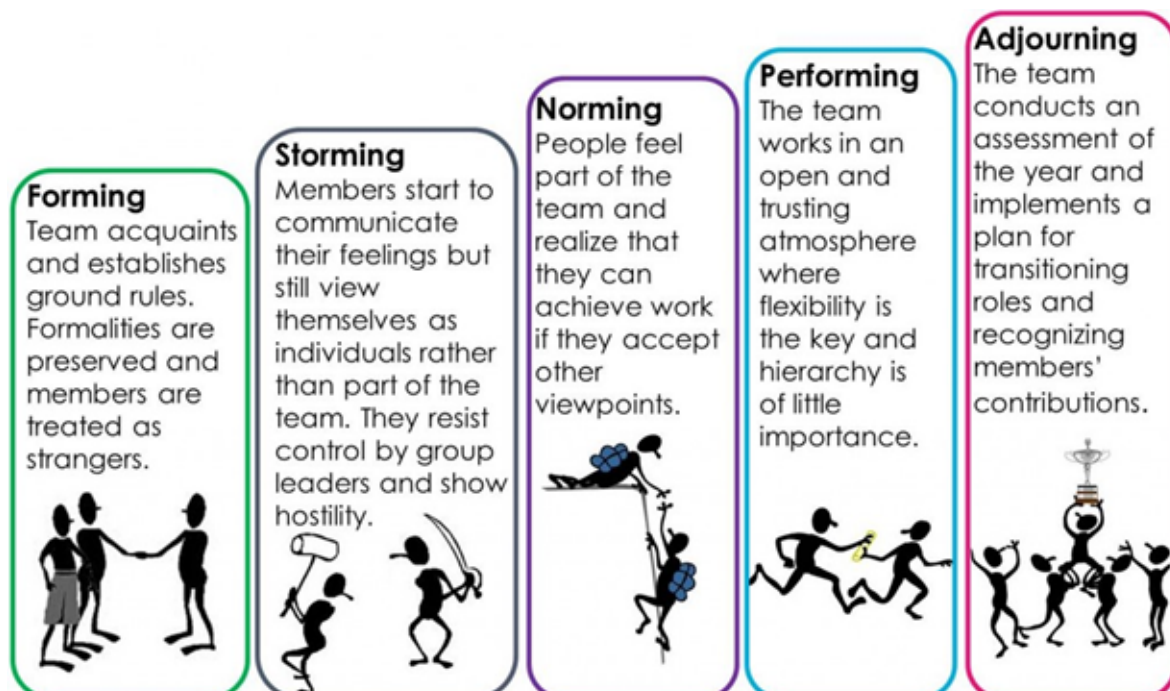 Forming
Team acquaints
and establishes
ground rules.
Formalities are
preserved and
members are
treated as
strangers.
Storming
Members start to
communicate
their feelings but
still view
themselves as
individuals rather
than part of the
team. They resist
control by group
leaders and show
hostility.
Norming
People feel
part of the
team and
realize that
they can
achieve work
if they accept
other
viewpoints.
Performing
The team
works in an
open and
trusting
atmosphere
where
flexibility is
the key and
hierarchy is
of little
importance.
Adjourning
The team
conducts an
assessment of
the year and
implements a
plan for
transitioning
roles and
recognizing
members'
contributions.